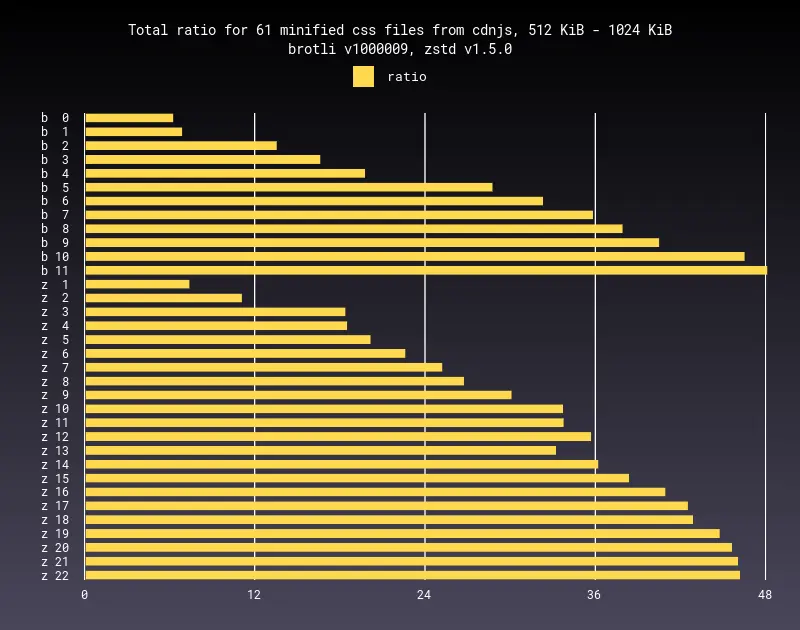 Total ratio for 61 minified css files from cdnjs, 512 KiB - 1024 KiB
brotli v1000009, zstd v1.5.0
ratio
b 0
b 1
b 2
b 3
b 4
b 5
b 6
b 7
b 8
b 9
b 10
b 11
z 1
z 2
z 3
z 4
z 5
z 6
z 7
z 8
z 9
z 10
z 11
z 12
z 13
z 14
z 15
z 16
z 17
z 18
z 19
z 20
z 21
z 22
0 12 24 36 48